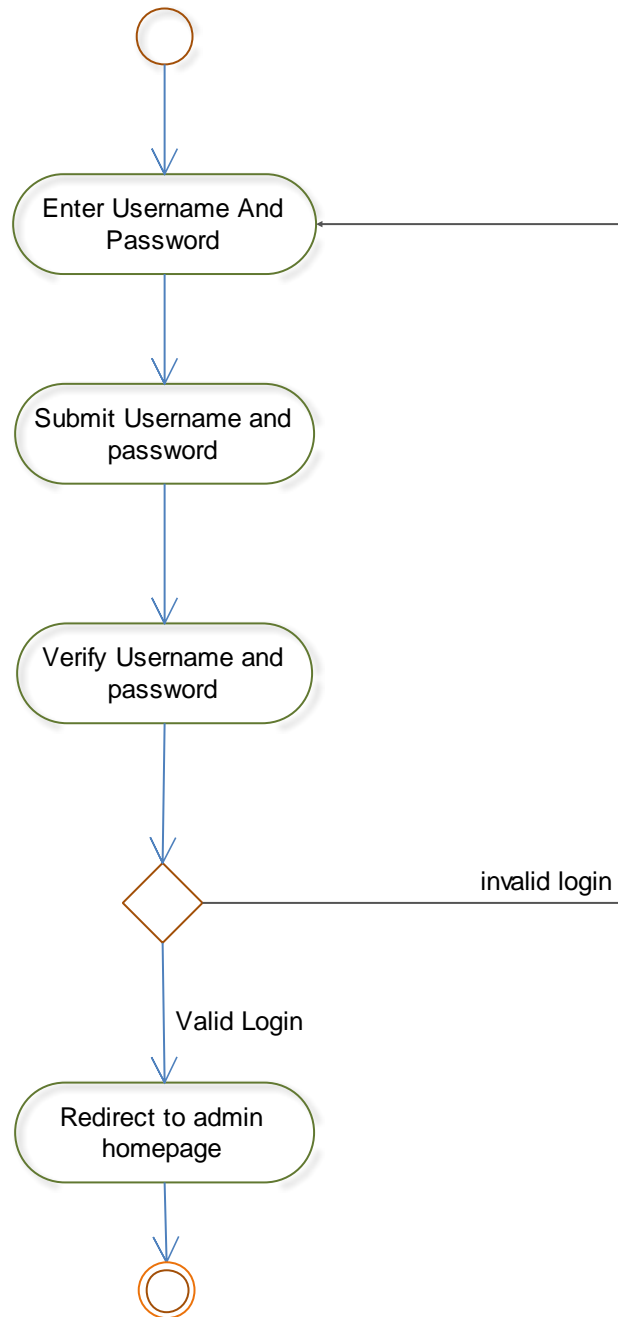 Enter Username And
Password
Submit Username and
password
Verify Username and
password
invalid login
Valid Login
Redirect to admin
homepage